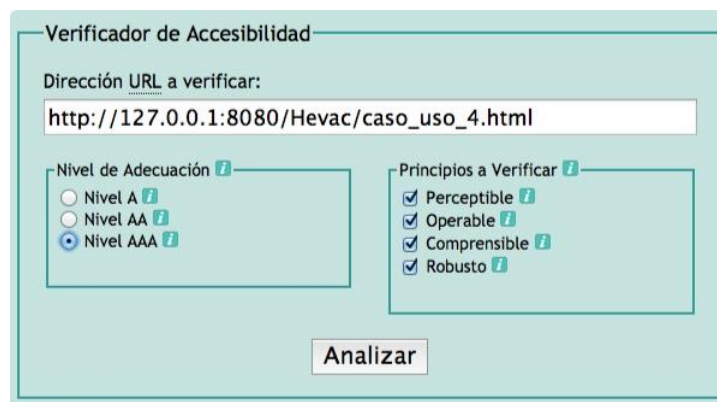 Verificador de Accesibilidad
Dirección URL a verificar:
http://127.0.0.1:8080/Hevac/caso_uso_4.html
Nivel de Adecuación i
Nivel A i
Nivel AA i
Nivel AAA i
Principios a Verificar i
Perceptible i
Operable i
Comprensible i
Robusto i
Analizar